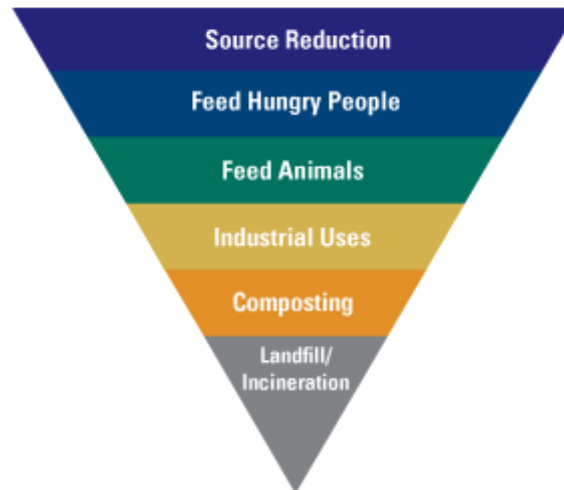 Source Reduction
Feed Hungry People
Feed Animals
Industrial Uses
Composting
Landfill/
Incineration